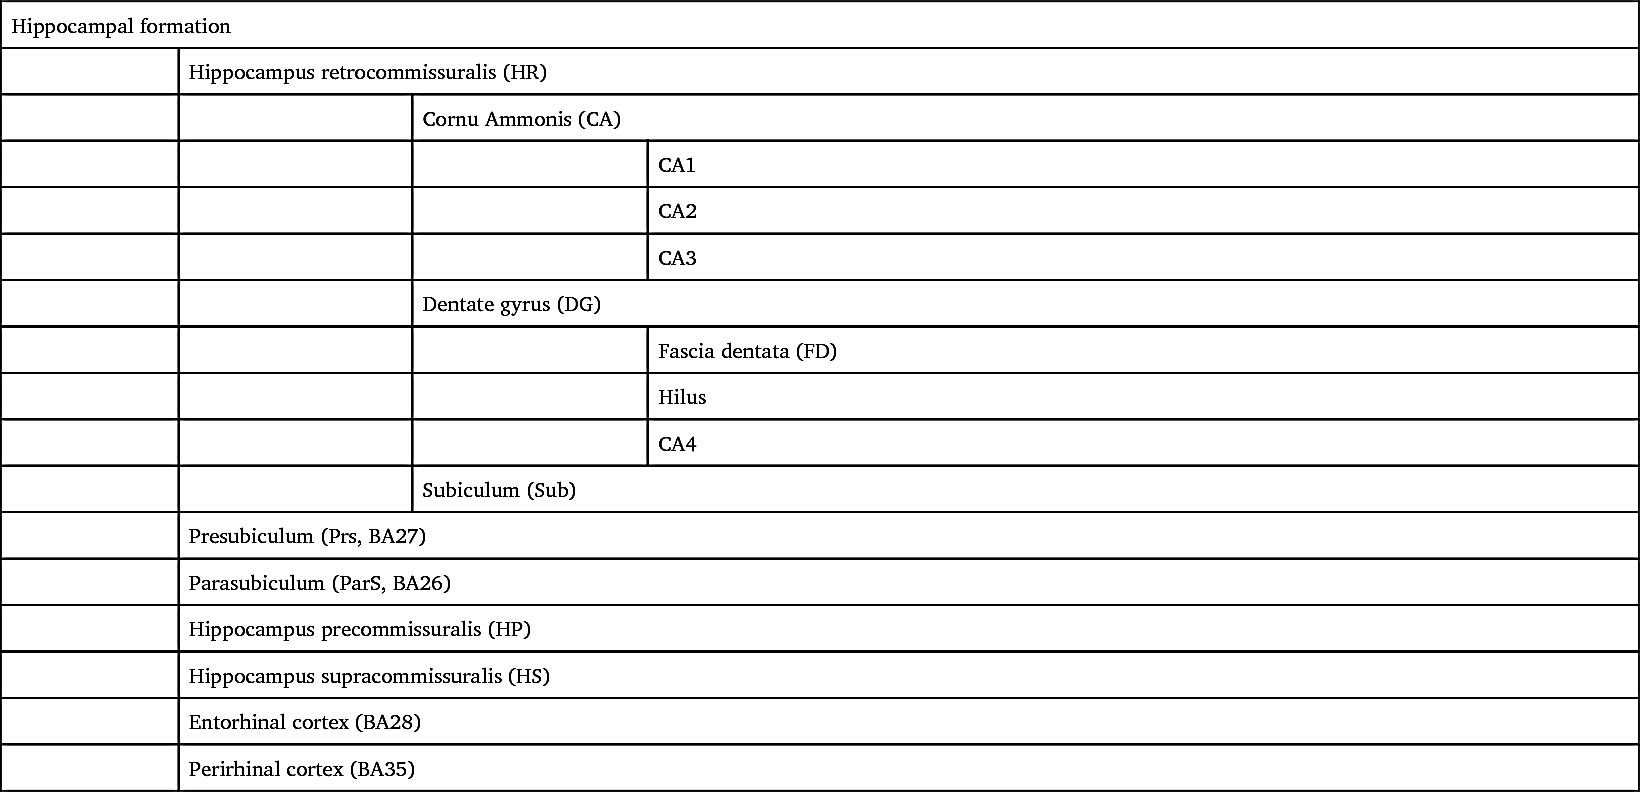 Hippocampal formation
Hippocampus retrocommissuralis (HR)
Cornu Ammonis (CA)
CA1
CA2
CA3
Dentate gyrus (DG)
Fascia dentata (FD)
Hilus
CA4
Subiculum (Sub)
Presubiculum (Prs, BA27)
Parasubiculum (ParS, BA26)
Hippocampus precommissuralis (HP)
Hippocampus supracommissuralis (HS)
Entorhinal cortex (BA28)
Perirhinal cortex (BA35)